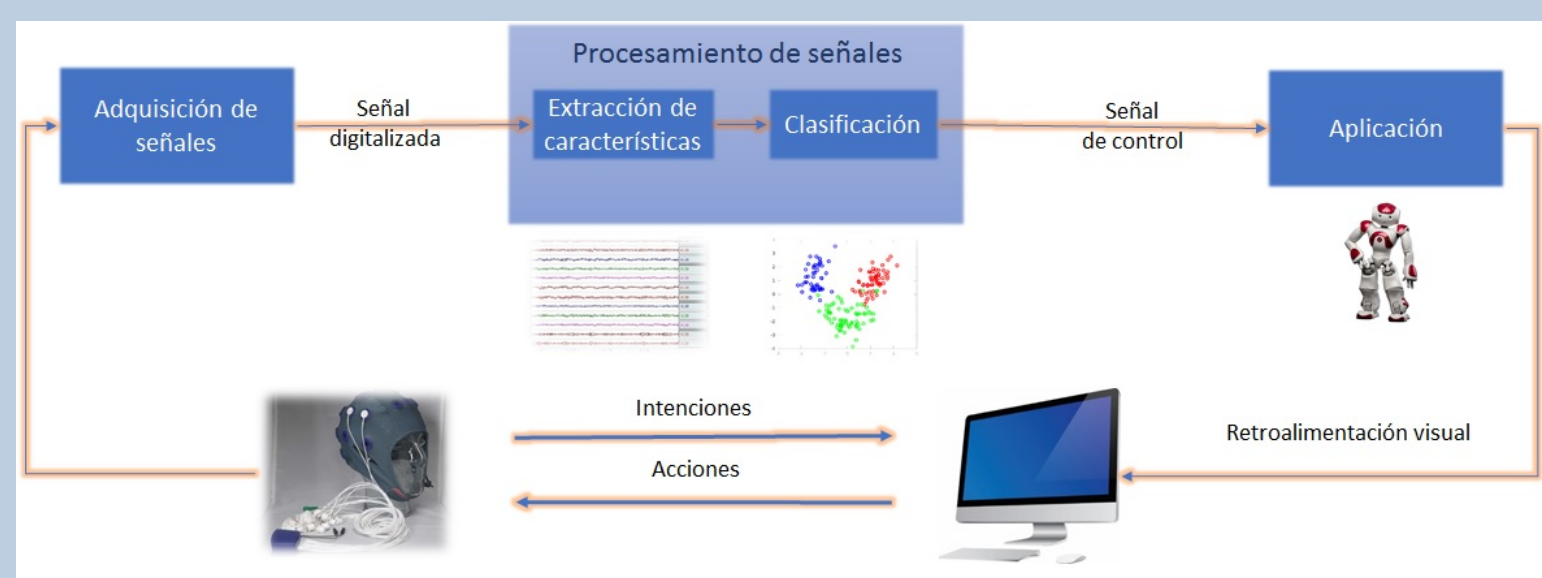 Procesamiento de señales
Adquisición de
señales
Señal
digitalizada
Extracción de
características
Clasificación
Señal
de control
Aplicación
Intenciones
Acciones
Retroalimentación visual